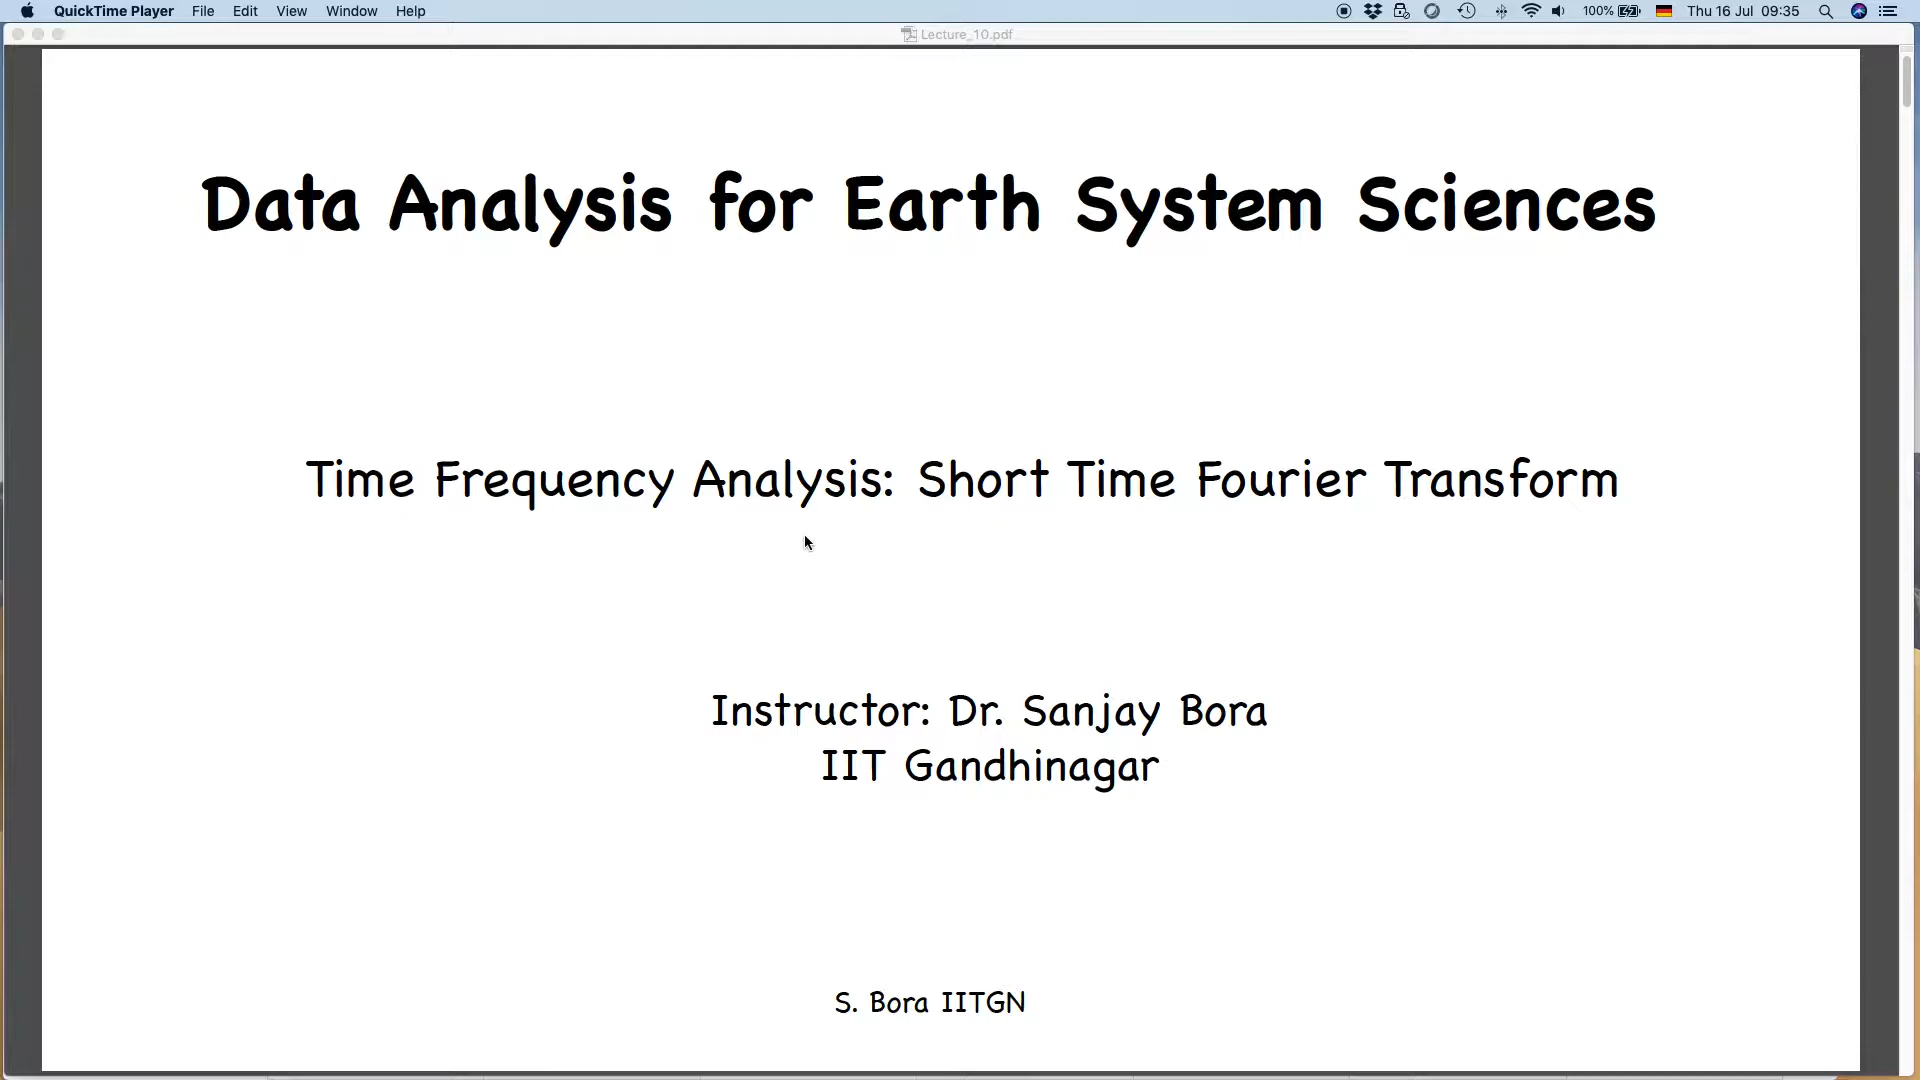 QuickTime Player File Edit View Window Help 100% Thu 16 Jul 09:35
Lecture_10.pdf
Data Analysis for Earth System Sciences
Time Frequency Analysis: Short Time Fourier Transform
Instructor: Dr. Sanjay Bora
IIT Gandhinagar
S. Bora IITGN